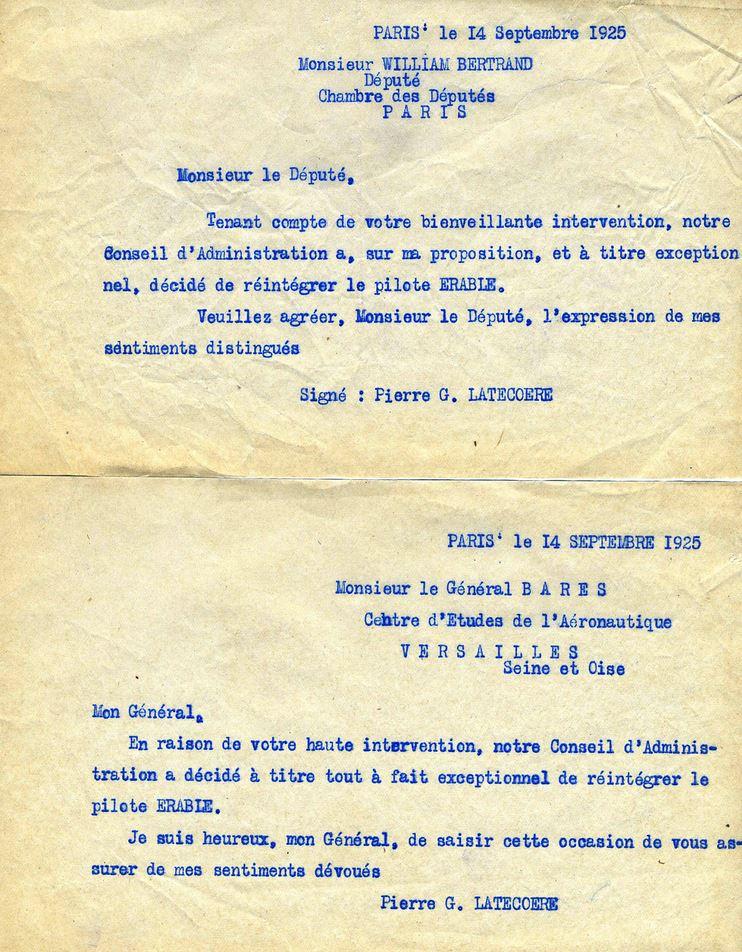 PARIS' le 14 Septembre 1925
Monsieur WILLIAM BERTRAND
Député
Chambre des Députés
P A R I S
Monsieur le Député,
Tenant compte de votre bienveillante intervention, notre
Conseil d'Administration a, sur ma proposition, et à titre exception
nel, décidé de réintégrer le pilote ERABLE.
Veuillez agréer, Monsieur le Député, l'expression de mes
sentiments distingués
Signé : Pierre G. LATECOERE
PARIS' le 14 SEPTEMBRE 1925
Monsieur le Général B A R E S
Centre d'Etudes de l'Aéronautique
V E R S A I L L E S
Seine et Oise
Mon Général,
En raison de votre haute intervention, notre Conseil d'Adminis-
tration a décidé à titre tout à fait exceptionnel de réintégrer le
pilote ERABLE.
Je suis heureux, mon Général, de saisir cette occasion de vous as-
surer de mes sentiments dévoués
Pierre G. LATECOERE